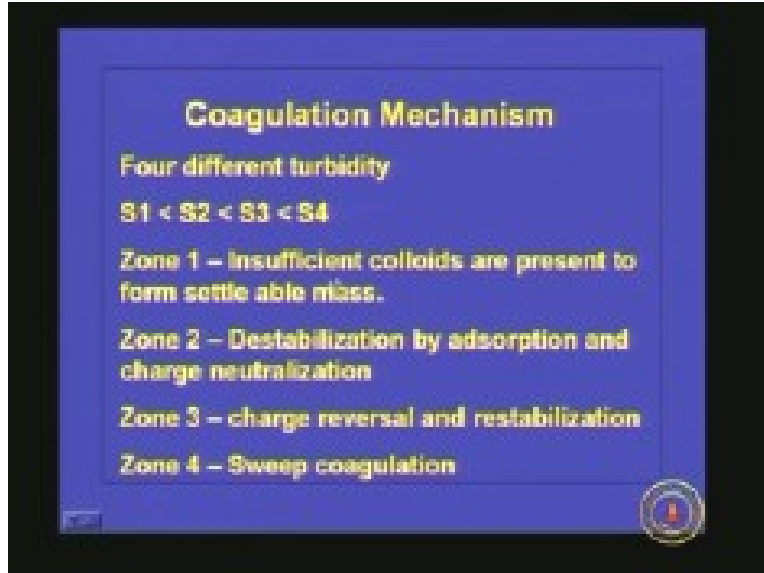 Coagulation Mechanism
Four different turbidity
S1 < S2 < S3 < S4
Zone 1 – Insufficient colloids are present to
form settle able mass.
Zone 2 – Destabilization by adsorption and
charge neutralization
Zone 3 – charge reversal and restabilization
Zone 4 – Sweep coagulation